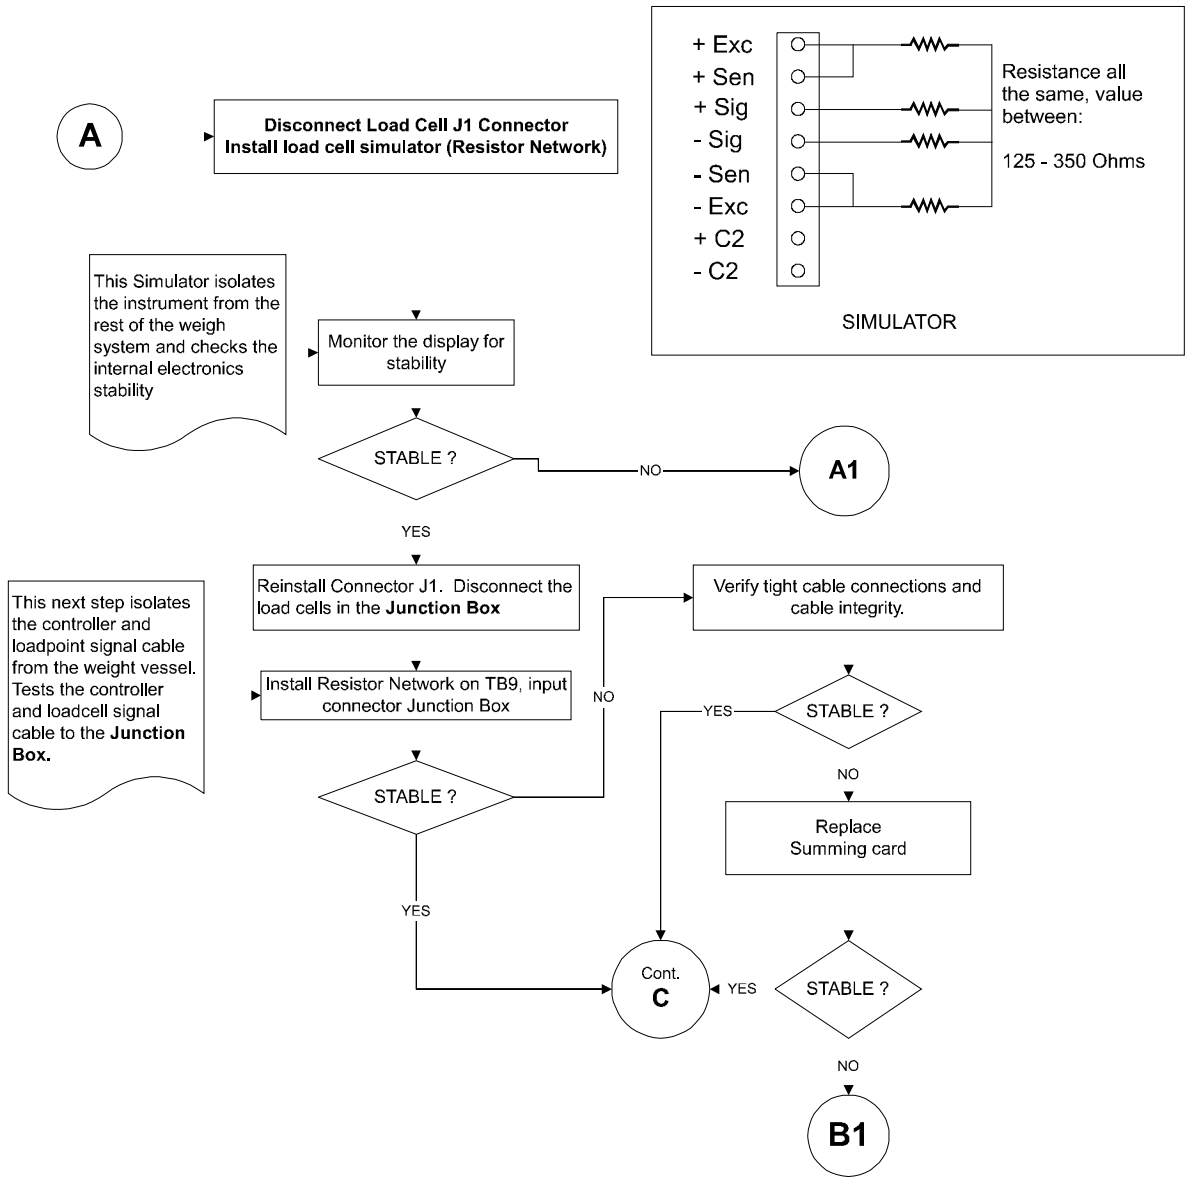 A
Disconnect Load Cell J1 Connector
Install load cell simulator (Resistor Network)
+ Exc
+ Sen
+ Sig
- Sig
- Sen
- Exc
+ C2
- C2
Resistance all
the same, value
between:
125 - 350 Ohms
SIMULATOR
This Simulator isolates
the instrument from the
rest of the weigh
system and checks the
internal electronics
stability
Monitor the display for
stability
STABLE ?
NO
A1
YES
Reinstall Connector J1. Disconnect the
load cells in the Junction Box
This next step isolates
the controller and
loadpoint signal cable
from the weight vessel.
Tests the controller
and loadcell signal
cable to the Junction
Box.
Install Resistor Network on TB9, input
connector Junction Box
NO
Verify tight cable connections and
cable integrity.
STABLE ?
YES
STABLE ?
YES
NO
Replace
Summing card
Cont.
C
YES
STABLE ?
NO
B1